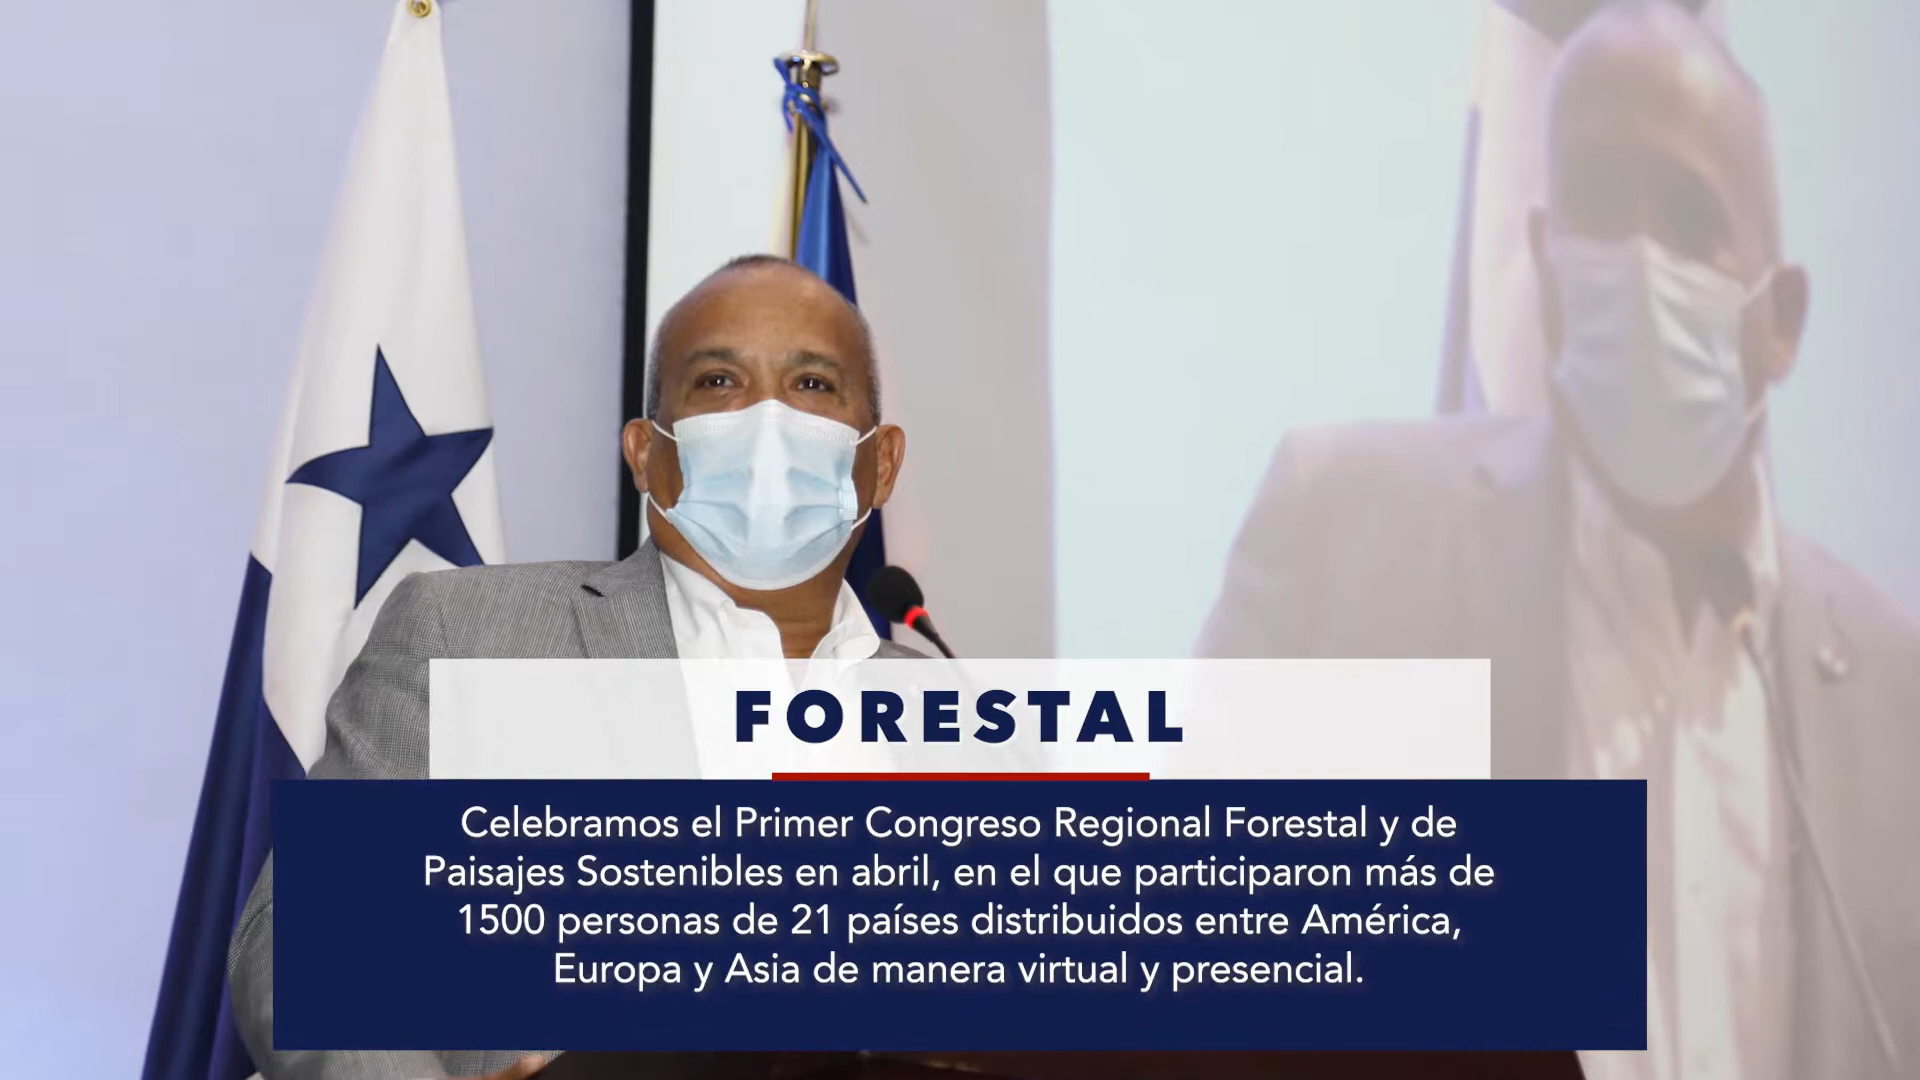 FORESTAL
Celebramos el Primer Congreso Regional Forestal y de
Paisajes Sostenibles en abril, en el que participaron más de
1500 personas de 21 países distribuidos entre América,
Europa y Asia de manera virtual y presencial.